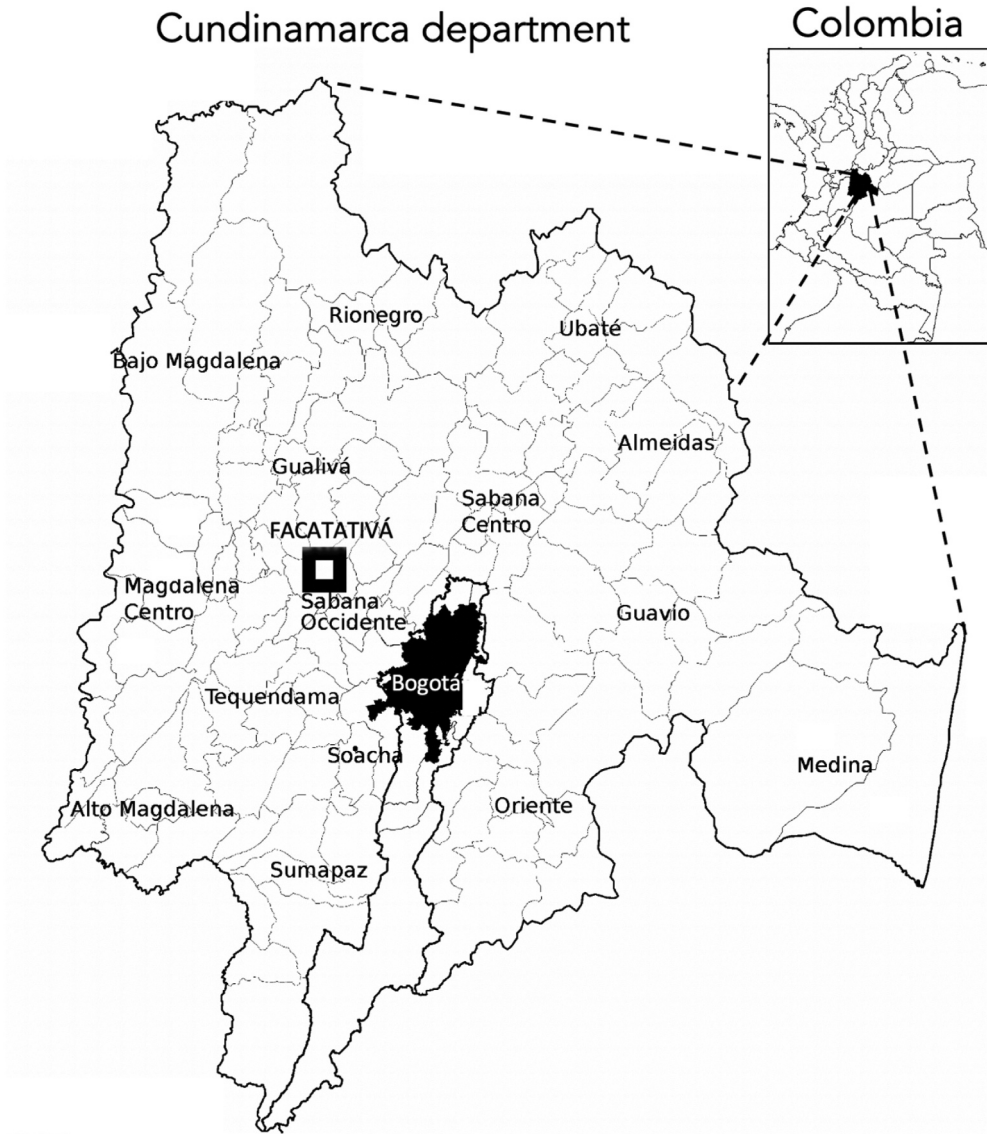 Cundinamarca department
Colombia
Rionegro
Ubaté
Bajo Magdalena
Almeidas
Gualivá
Sabana
Centro
FACATATIVÁ
Magdalena
Centro
Sabana
Occidente
Guavio
Bogotá
Tequendama
Soacha
Medina
Alto Magdalena
Oriente
Sumapaz